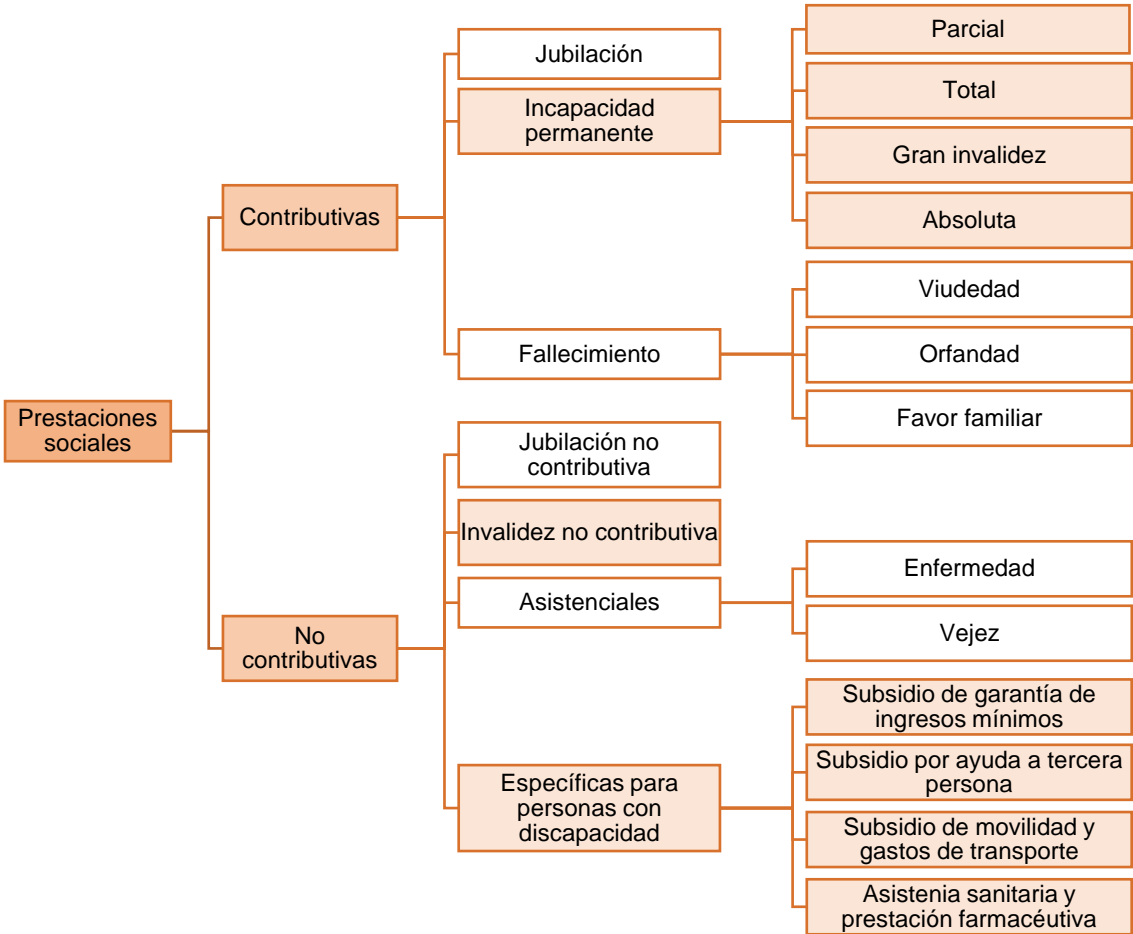 Prestaciones
sociales
Contributivas
Jubilación
Incapacidad
permanente
Parcial
Total
Gran invalidez
Absoluta
Fallecimiento
Viudedad
Orfandad
Favor familiar
No
contributivas
Jubilación no
contributiva
Invalidez no contributiva
Asistenciales
Enfermedad
Vejez
Específicas para
personas con
discapacidad
Subsidio de garantía de
ingresos mínimos
Subsidio por ayuda a tercera
persona
Subsidio de movilidad y
gastos de transporte
Asistenia sanitaria y
prestación farmacéutiva